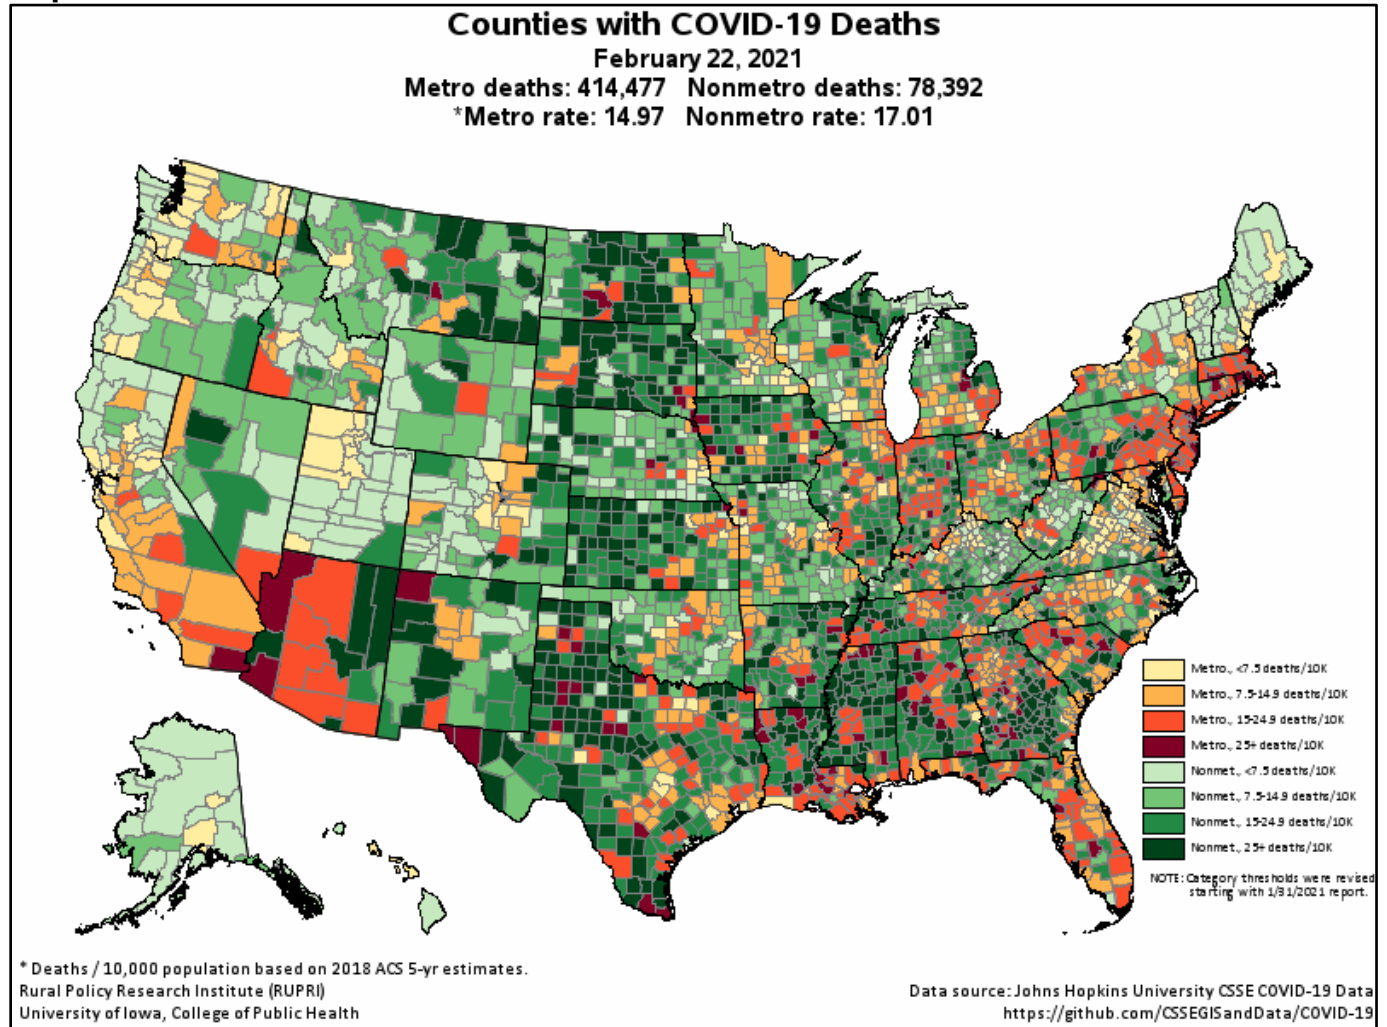 Counties with COVID-19 Deaths
February 22, 2021
Metro deaths: 414,477 Nonmetro deaths: 78,392
*Metro rate: 14.97 Nonmetro rate: 17.01
Metro., <7.5 deaths/10K
Metro., 7.5-14.9 deaths/10K
Metro., 15-24.9 deaths/10K
Metro., 25+ deaths/10K
Nonmet., <7.5 deaths/10K
Nonmet., 7.5-14.9 deaths/10K
Nonmet., 15-24.9 deaths/10K
Nonmet., 25+ deaths/10K
NOTE: Category thresholds were revised
starting with 1/31/2021 report.
* Deaths / 10,000 population based on 2018 ACS 5-yr estimates.
Rural Policy Research Institute (RUPRI)
University of Iowa, College of Public Health
Data source: Johns Hopkins University CSSE COVID-19 Data
https://github.com/CSSEGISandData/COVID-19